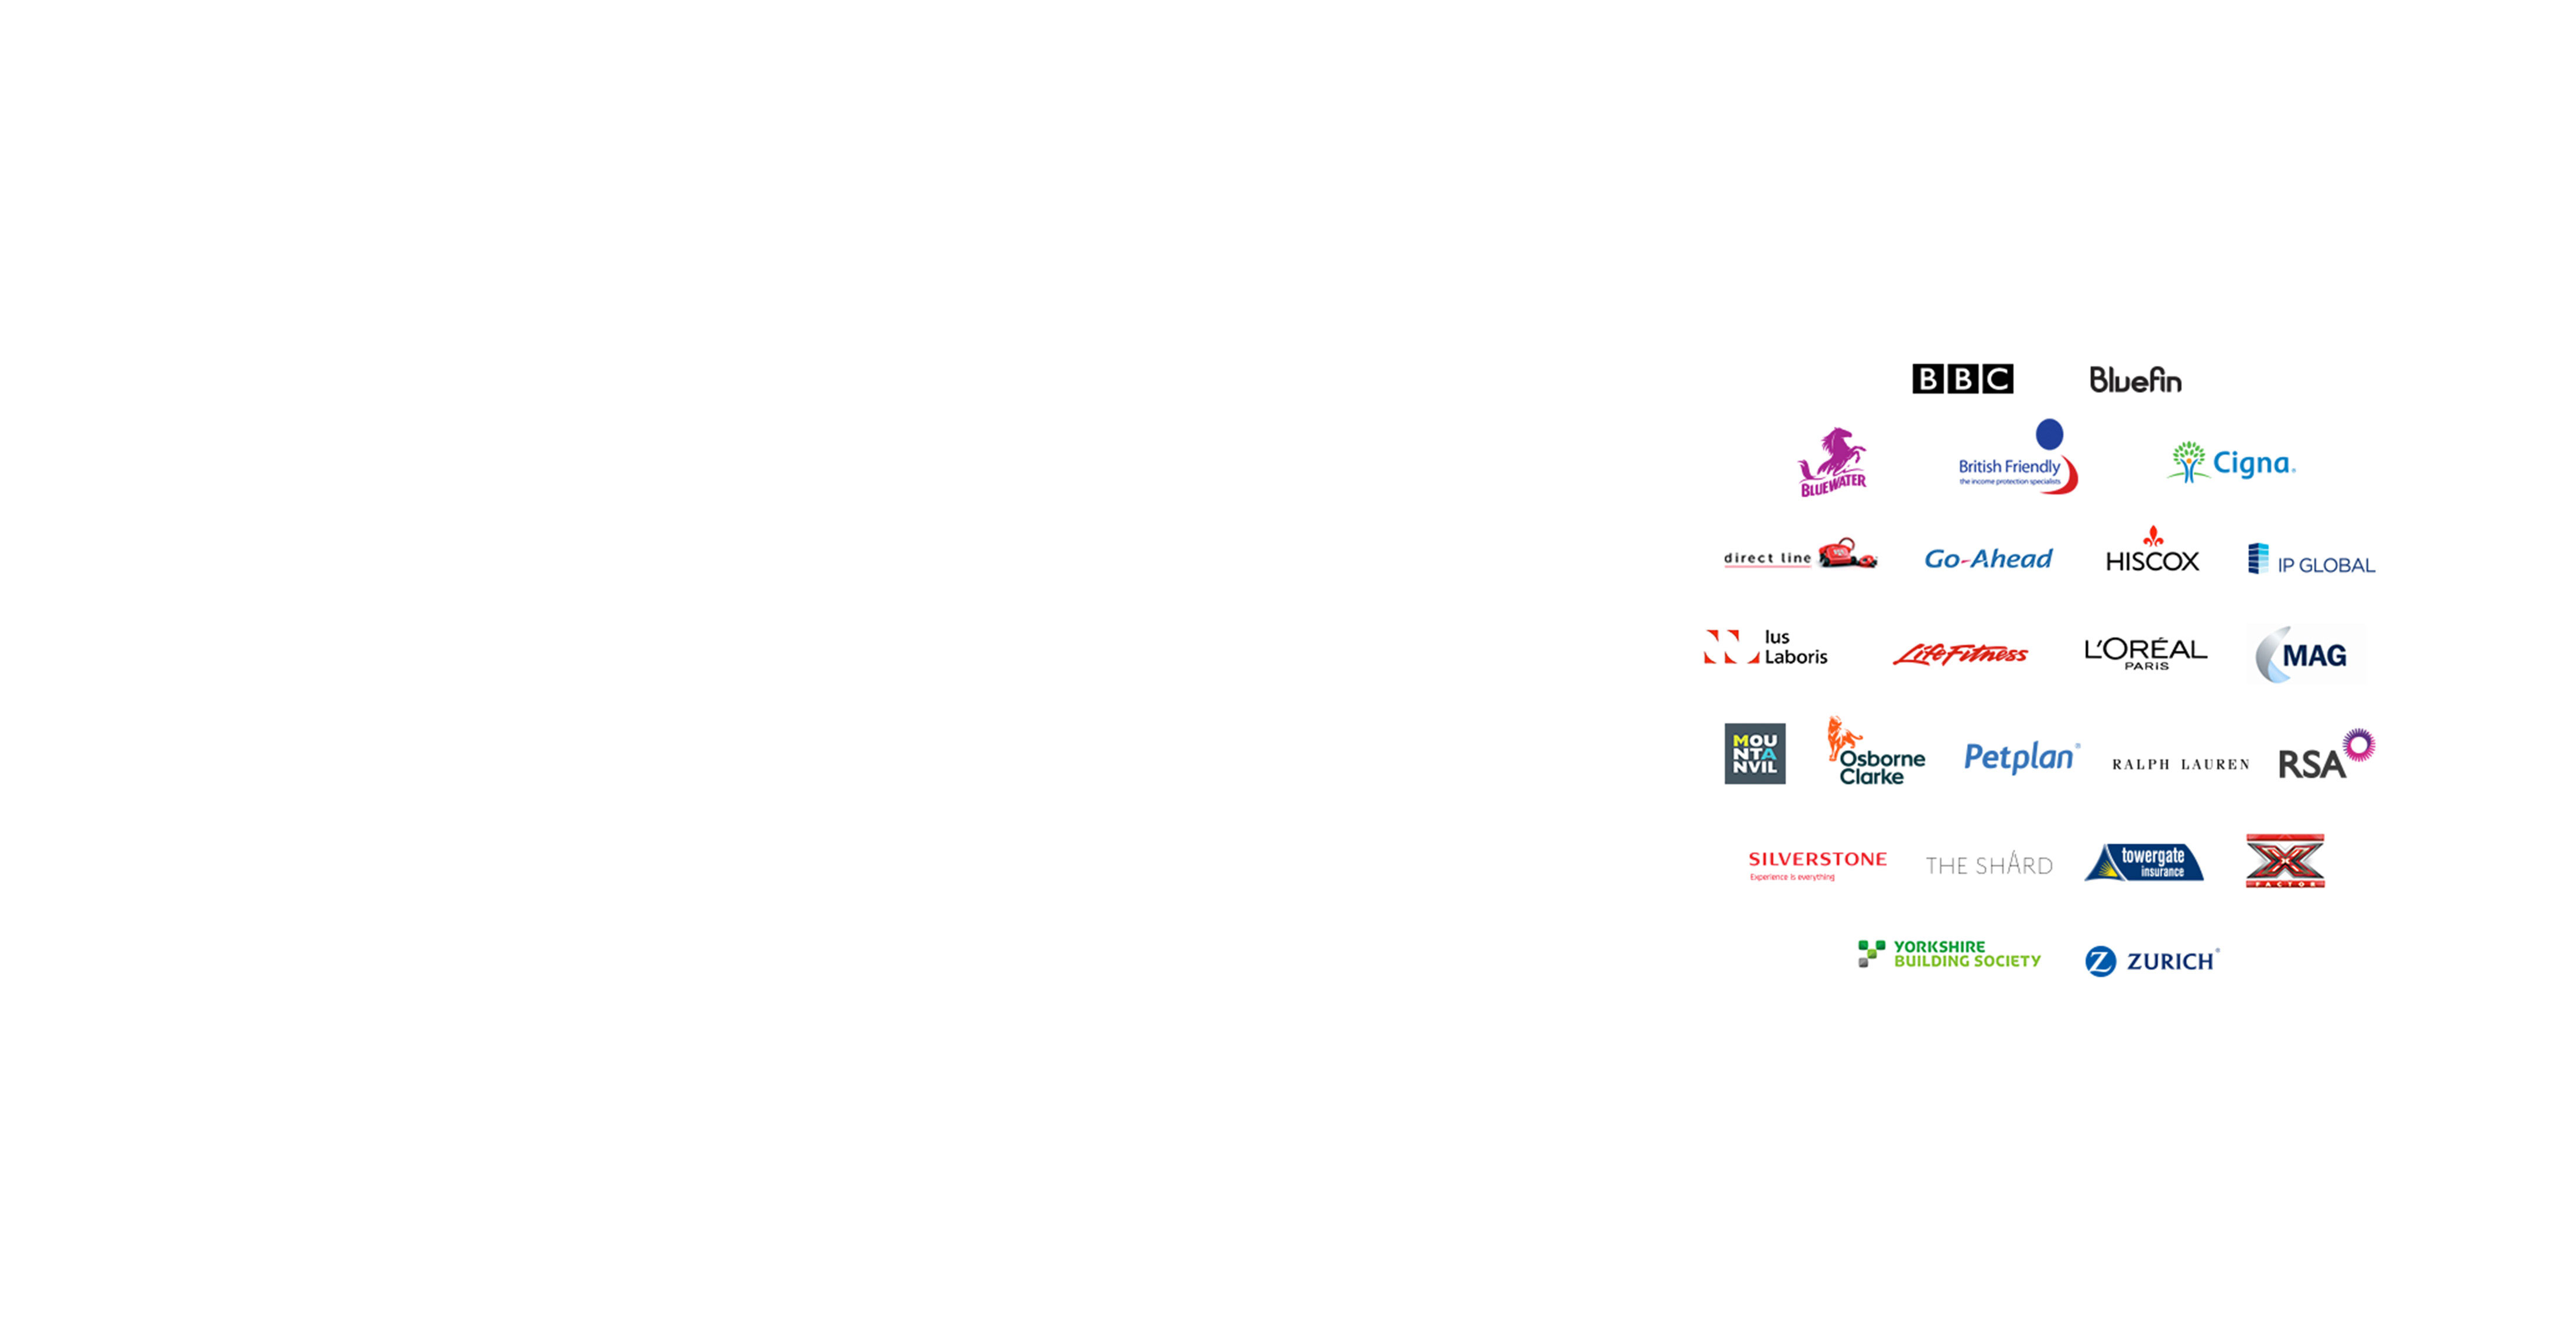 BBC
Bluefin
BLUEWATER
British Friendly
the income protection specialists
Cigna
direct line
Go-Ahead
HISCOX
IP GLOBAL
Ius
Laboris
Life Fitness
L'ORÉAL
PARIS
MAG
MOU
NTA
NVIL
Osborne
Clarke
Petplan®
RALPH LAUREN
RSA
SILVERSTONE
Experience is everything
THE SHARD
towergate
insurance
X
FACTOR
YORKSHIRE
BUILDING SOCIETY
Z ZURICH®